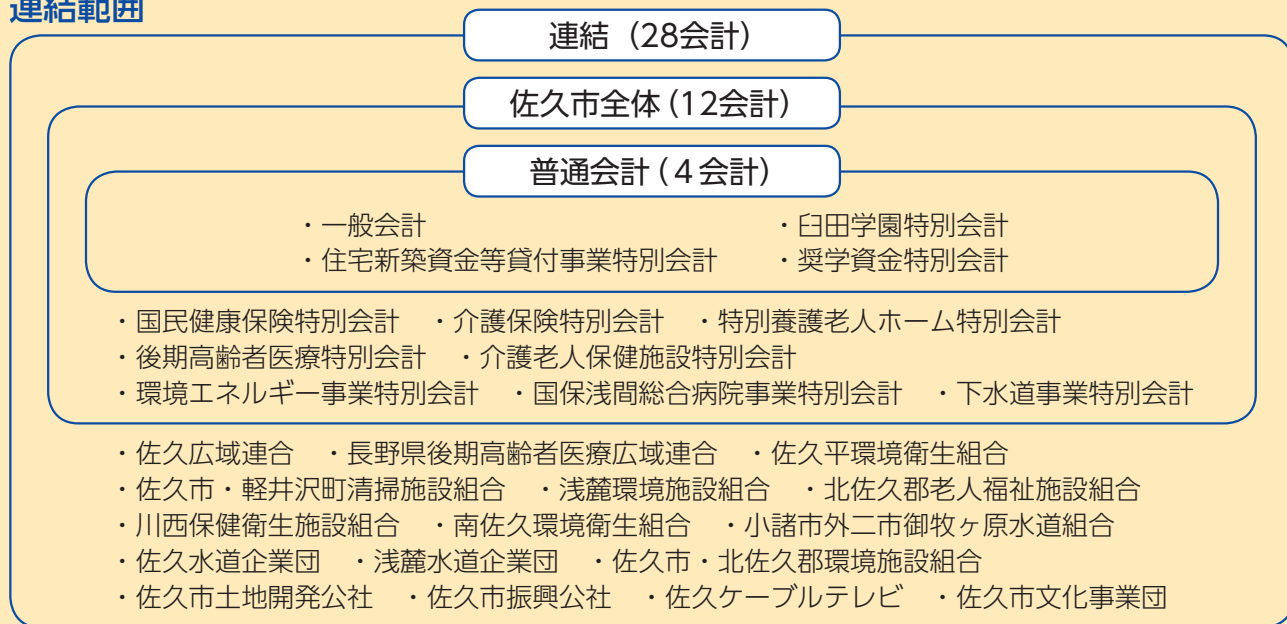 連結範囲
連結（28会計）
佐久市全体（12会計）
普通会計（4会計）
・一般会計 ・臼田学園特別会計
・住宅新築資金等貸付事業特別会計 ・奨学資金特別会計
・国民健康保険特別会計 ・介護保険特別会計 ・特別養護老人ホーム特別会計
・後期高齢者医療特別会計 ・介護老人保健施設特別会計
・環境エネルギー事業特別会計 ・国保浅間総合病院事業特別会計 ・下水道事業特別会計
・佐久広域連合 ・長野県後期高齢者医療広域連合 ・佐久平環境衛生組合
・佐久市・軽井沢町清掃施設組合 ・浅麓環境施設組合 ・北佐久郡老人福祉施設組合
・川西保健衛生施設組合 ・南佐久環境衛生組合 ・小諸市外二市御牧ヶ原水道組合
・佐久水道企業団 ・浅麓水道企業団 ・佐久市・北佐久郡環境施設組合
・佐久市土地開発公社 ・佐久市振興公社 ・佐久ケーブルテレビ ・佐久市文化事業団